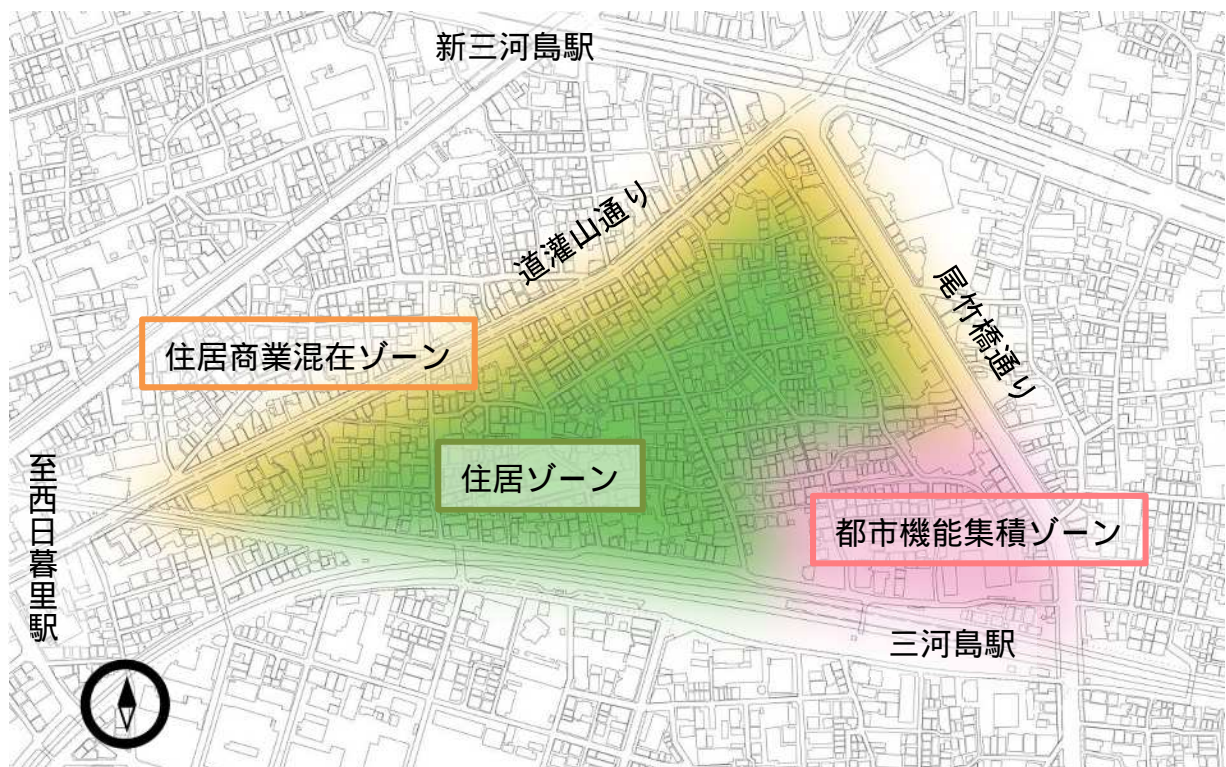 新三河島駅
道灌山通り
尾竹橋通り
住居商業混在ゾーン
住居ゾーン
都市機能集積ゾーン
至西日暮里駅
三河島駅